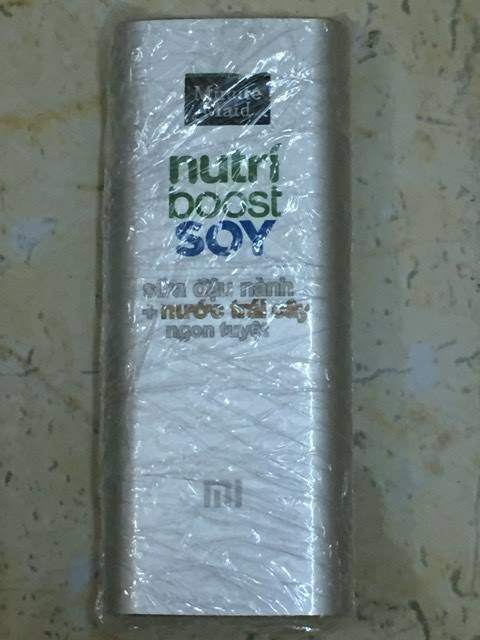 Minute
Maid
nutri
boost
SOY
sữa đậu nành
+ nước trái cây
ngon tuyệt
mi